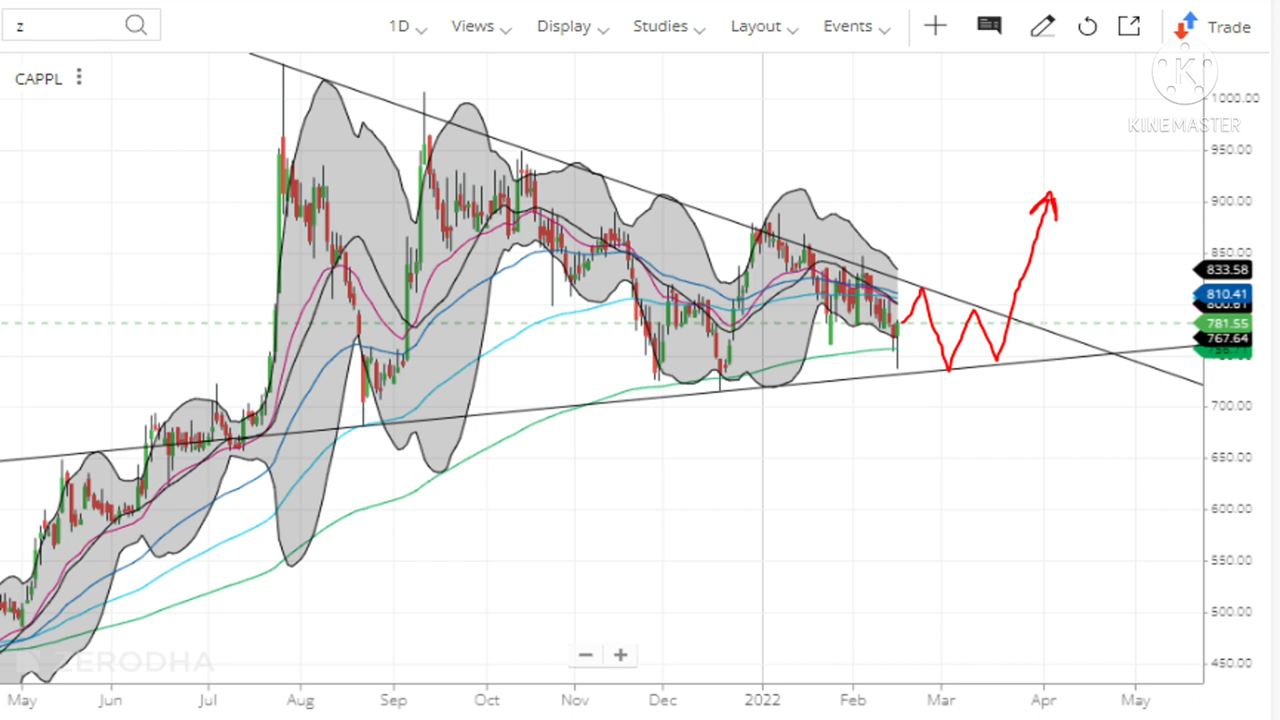 z 1D Views Display Studies Layout Events Trade
CAPPL
K
KINEMASTER
1000.00
950.00
900.00
850.00
833.58
810.41
781.55
767.64
700.00
650.00
600.00
550.00
500.00
450.00
ZERODHA
May Jun Jul Aug Sep Oct Nov Dec 2022 Feb Mar Apr May